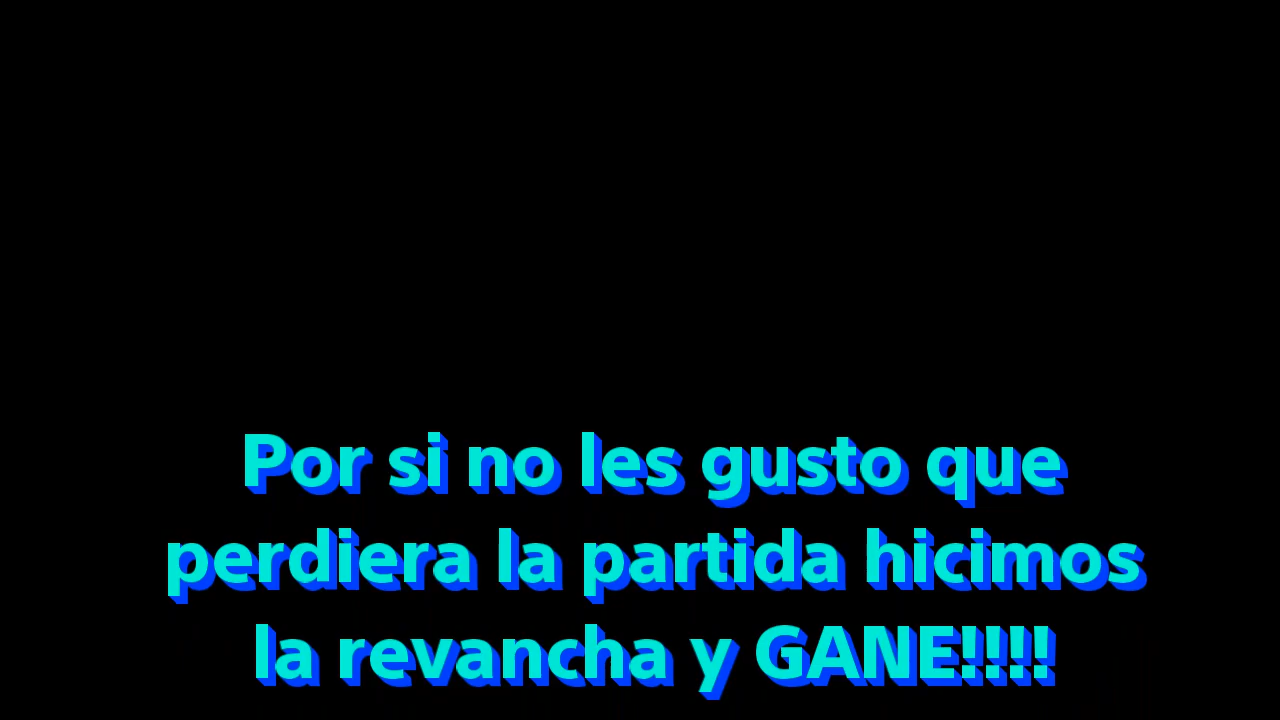 Por si no les gusto que
perdiera la partida hicimos
la revancha y GANE!!!!